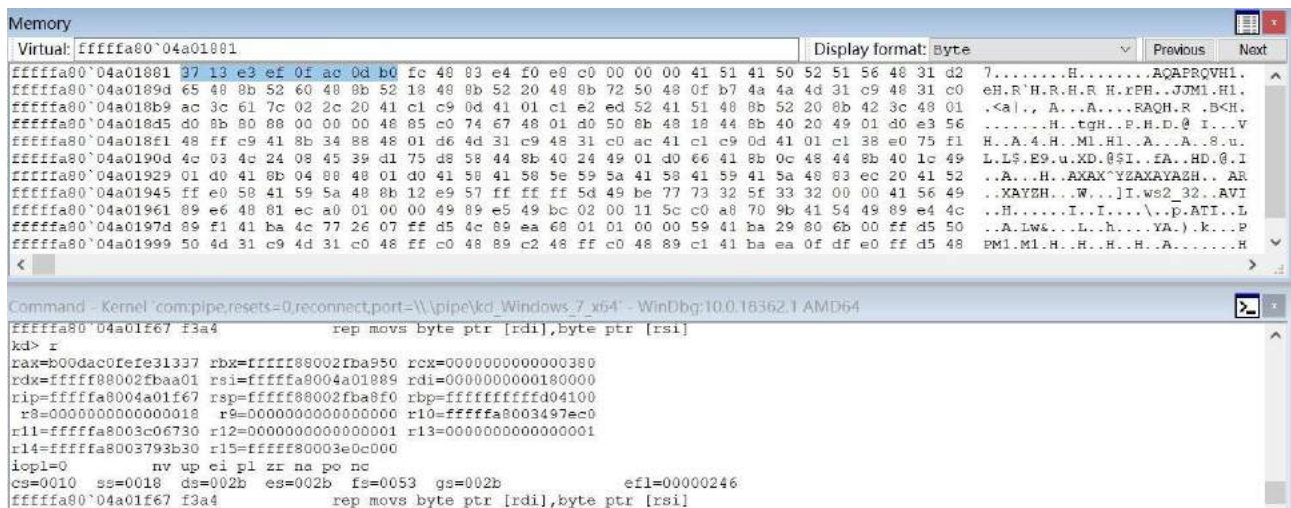 Memory
Virtual: fffffa80`04a01881 Display format: Byte Previous Next
fffffa80`04a01881 37 13 e3 ef 0f ac 0d b0 fc 48 83 e4 f0 e8 c0 00 00 00 41 51 41 50 52 51 56 48 31 d2 7........H........AQAPRQVH1.
fffffa80`04a0189d 65 48 8b 52 60 48 8b 52 18 48 8b 52 20 48 8b 72 50 48 0f b7 4a 4a 4d 31 c9 48 31 c0 eH.R`H.R.H.R H.rPH..JJM1.H1.
fffffa80`04a018b9 ac 3c 61 7c 02 2c 20 41 c1 c9 0d 41 01 c1 e2 ed 52 41 51 48 8b 52 20 8b 42 3c 48 01 .<a|., A...A....RAQH.R .B<H.
fffffa80`04a018d5 d0 8b 80 88 00 00 00 48 85 c0 74 67 48 01 d0 50 8b 48 18 44 8b 40 20 49 01 d0 e3 56 .......H..tgH..P.H.D.@ I...V
fffffa80`04a018f1 48 ff c9 41 8b 34 88 48 01 d6 4d 31 c9 48 31 c0 ac 41 c1 c9 0d 41 01 c1 38 e0 75 f1 H..A.4.H..M1.H1..A...A..8.u.
fffffa80`04a0190d 4c 03 4c 24 08 45 39 d1 75 d8 58 44 8b 40 24 49 01 d0 66 41 8b 0c 48 44 8b 40 1c 49 L.L$.E9.u.XD.@$I..fA..HD.@.I
fffffa80`04a01929 01 d0 41 8b 04 88 48 01 d0 41 58 41 58 5e 59 5a 41 58 41 59 41 5a 48 83 ec 20 41 52 ..A...H..AXAX^YZAXAYAZH.. AR
fffffa80`04a01945 ff e0 58 41 59 5a 48 8b 12 e9 57 ff ff ff 5d 49 be 77 73 32 5f 33 32 00 00 41 56 49 ..XAYZH...W...]I.ws2_32..AVI
fffffa80`04a01961 89 e6 48 81 ec a0 01 00 00 49 89 e5 49 bc 02 00 11 5c c0 a8 70 9b 41 54 49 89 e4 4c ..H......I..I....\..p.ATI..L
fffffa80`04a0197d 89 f1 41 ba 4c 77 26 07 ff d5 4c 89 ea 68 01 01 00 00 59 41 ba 29 80 6b 00 ff d5 50 ..A.Lw&...L..h....YA.).k...P
fffffa80`04a01999 50 4d 31 c9 4d 31 c0 48 ff c0 48 89 c2 48 ff c0 48 89 c1 41 ba ea 0f df e0 ff d5 48 PM1.M1.H..H..H..H..A.......H
Command - Kernel 'com:pipe,resets=0,reconnect,port=\\.\pipe\kd_Windows_7_x64' - WinDbg:10.0.18362.1 AMD64
fffffa80`04a01f67 f3a4 rep movs byte ptr [rdi],byte ptr [rsi]
kd> r
rax=b00dac0fefe31337 rbx=fffff88002fba950 rcx=0000000000000380
rdx=fffff88002fbaa01 rsi=fffffa8004a01889 rdi=0000000000180000
rip=fffffa8004a01f67 rsp=fffff88002fba8f0 rbp=fffffffffffd04100
r8=0000000000000018 r9=0000000000000000 r10=fffffa8003497ec0
r11=fffffa8003c06730 r12=0000000000000001 r13=0000000000000001
r14=fffffa8003793b30 r15=fffff80003e0c000
iopl=0 nv up ei pl zr na po nc
cs=0010 ss=0018 ds=002b es=002b fs=0053 gs=002b efl=00000246
fffffa80`04a01f67 f3a4 rep movs byte ptr [rdi],byte ptr [rsi]